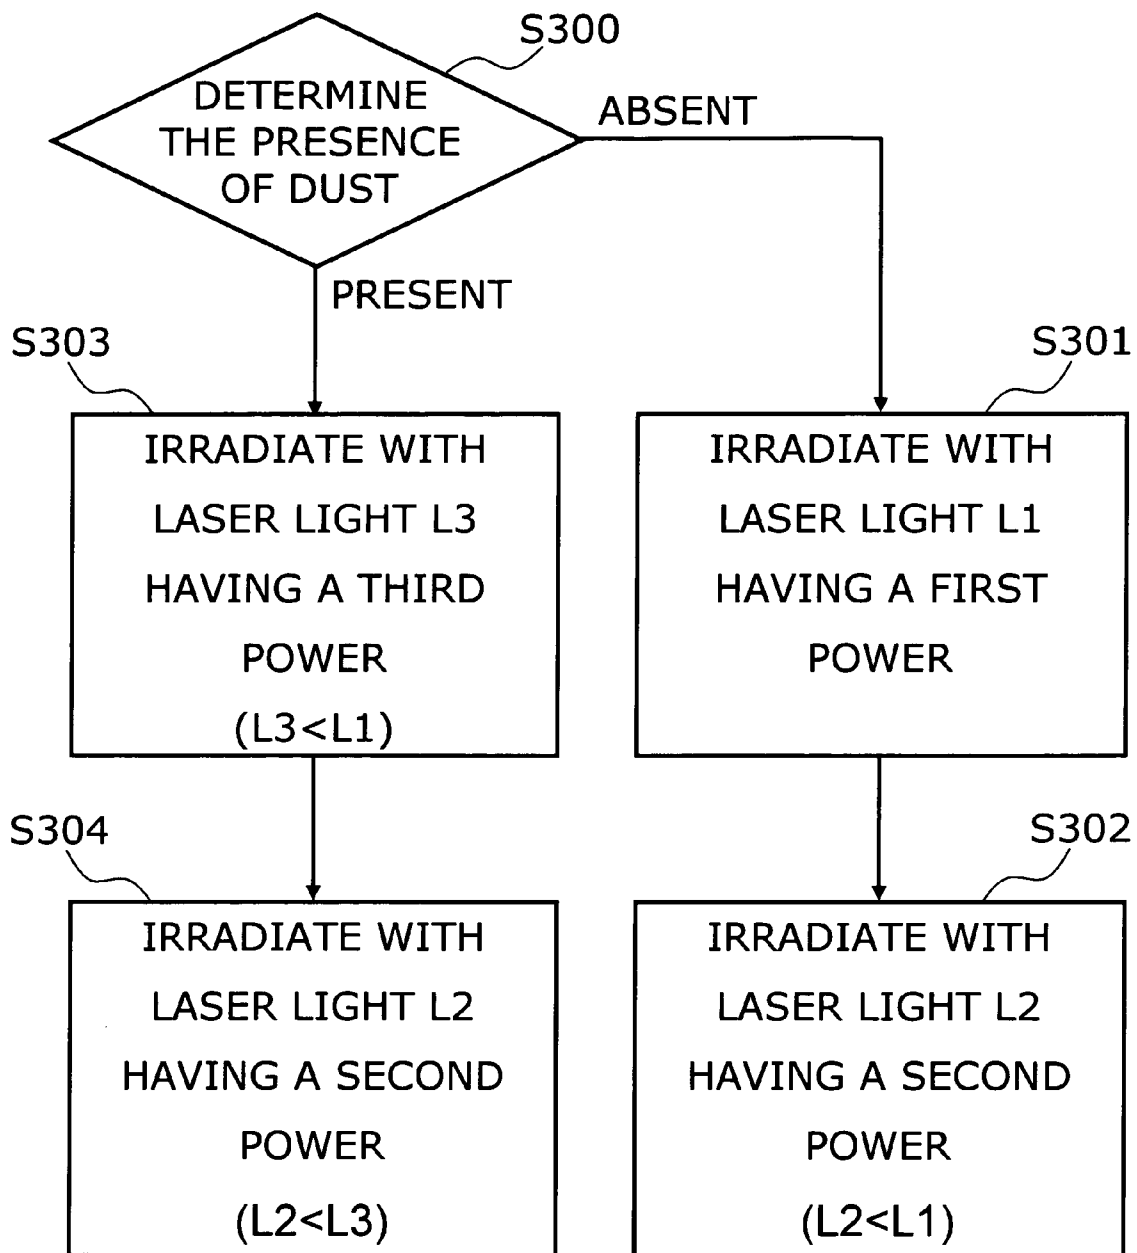 S300
DETERMINE
THE PRESENCE
OF DUST
ABSENT
PRESENT
S303
IRRADIATE WITH
LASER LIGHT L3
HAVING A THIRD
POWER
(L3<L1)
S301
IRRADIATE WITH
LASER LIGHT L1
HAVING A FIRST
POWER
S304
IRRADIATE WITH
LASER LIGHT L2
HAVING A SECOND
POWER
(L2<L3)
S302
IRRADIATE WITH
LASER LIGHT L2
HAVING A SECOND
POWER
(L2<L1)